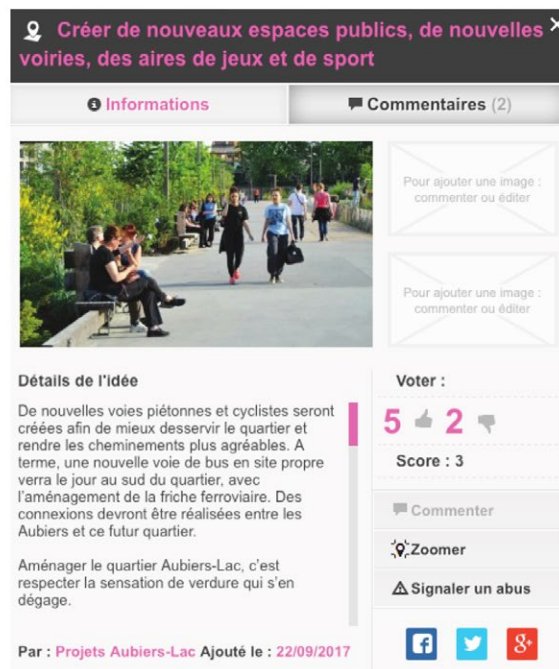 Créer de nouveaux espaces publics, de nouvelles
voiries, des aires de jeux et de sport
Informations
Commentaires (2)
Pour ajouter une image :
commenter ou éditer
Pour ajouter une image :
commenter ou éditer
Détails de l'idée
De nouvelles voies piétonnes et cyclistes seront
créées afin de mieux desservir le quartier et
rendre les cheminements plus agréables. A
terme, une nouvelle voie de bus en site propre
verra le jour au sud du quartier, avec
l'aménagement de la friche ferroviaire. Des
connexions devront être réalisées entre les
Aubiers et ce futur quartier.
Aménager le quartier Aubiers-Lac, c'est
respecter la sensation de verdure qui s'en
dégage.
Par : Projets Aubiers-Lac Ajouté le : 22/09/2017
Voter :
5 2
Score : 3
Commenter
Zoomer
Signaler un abus